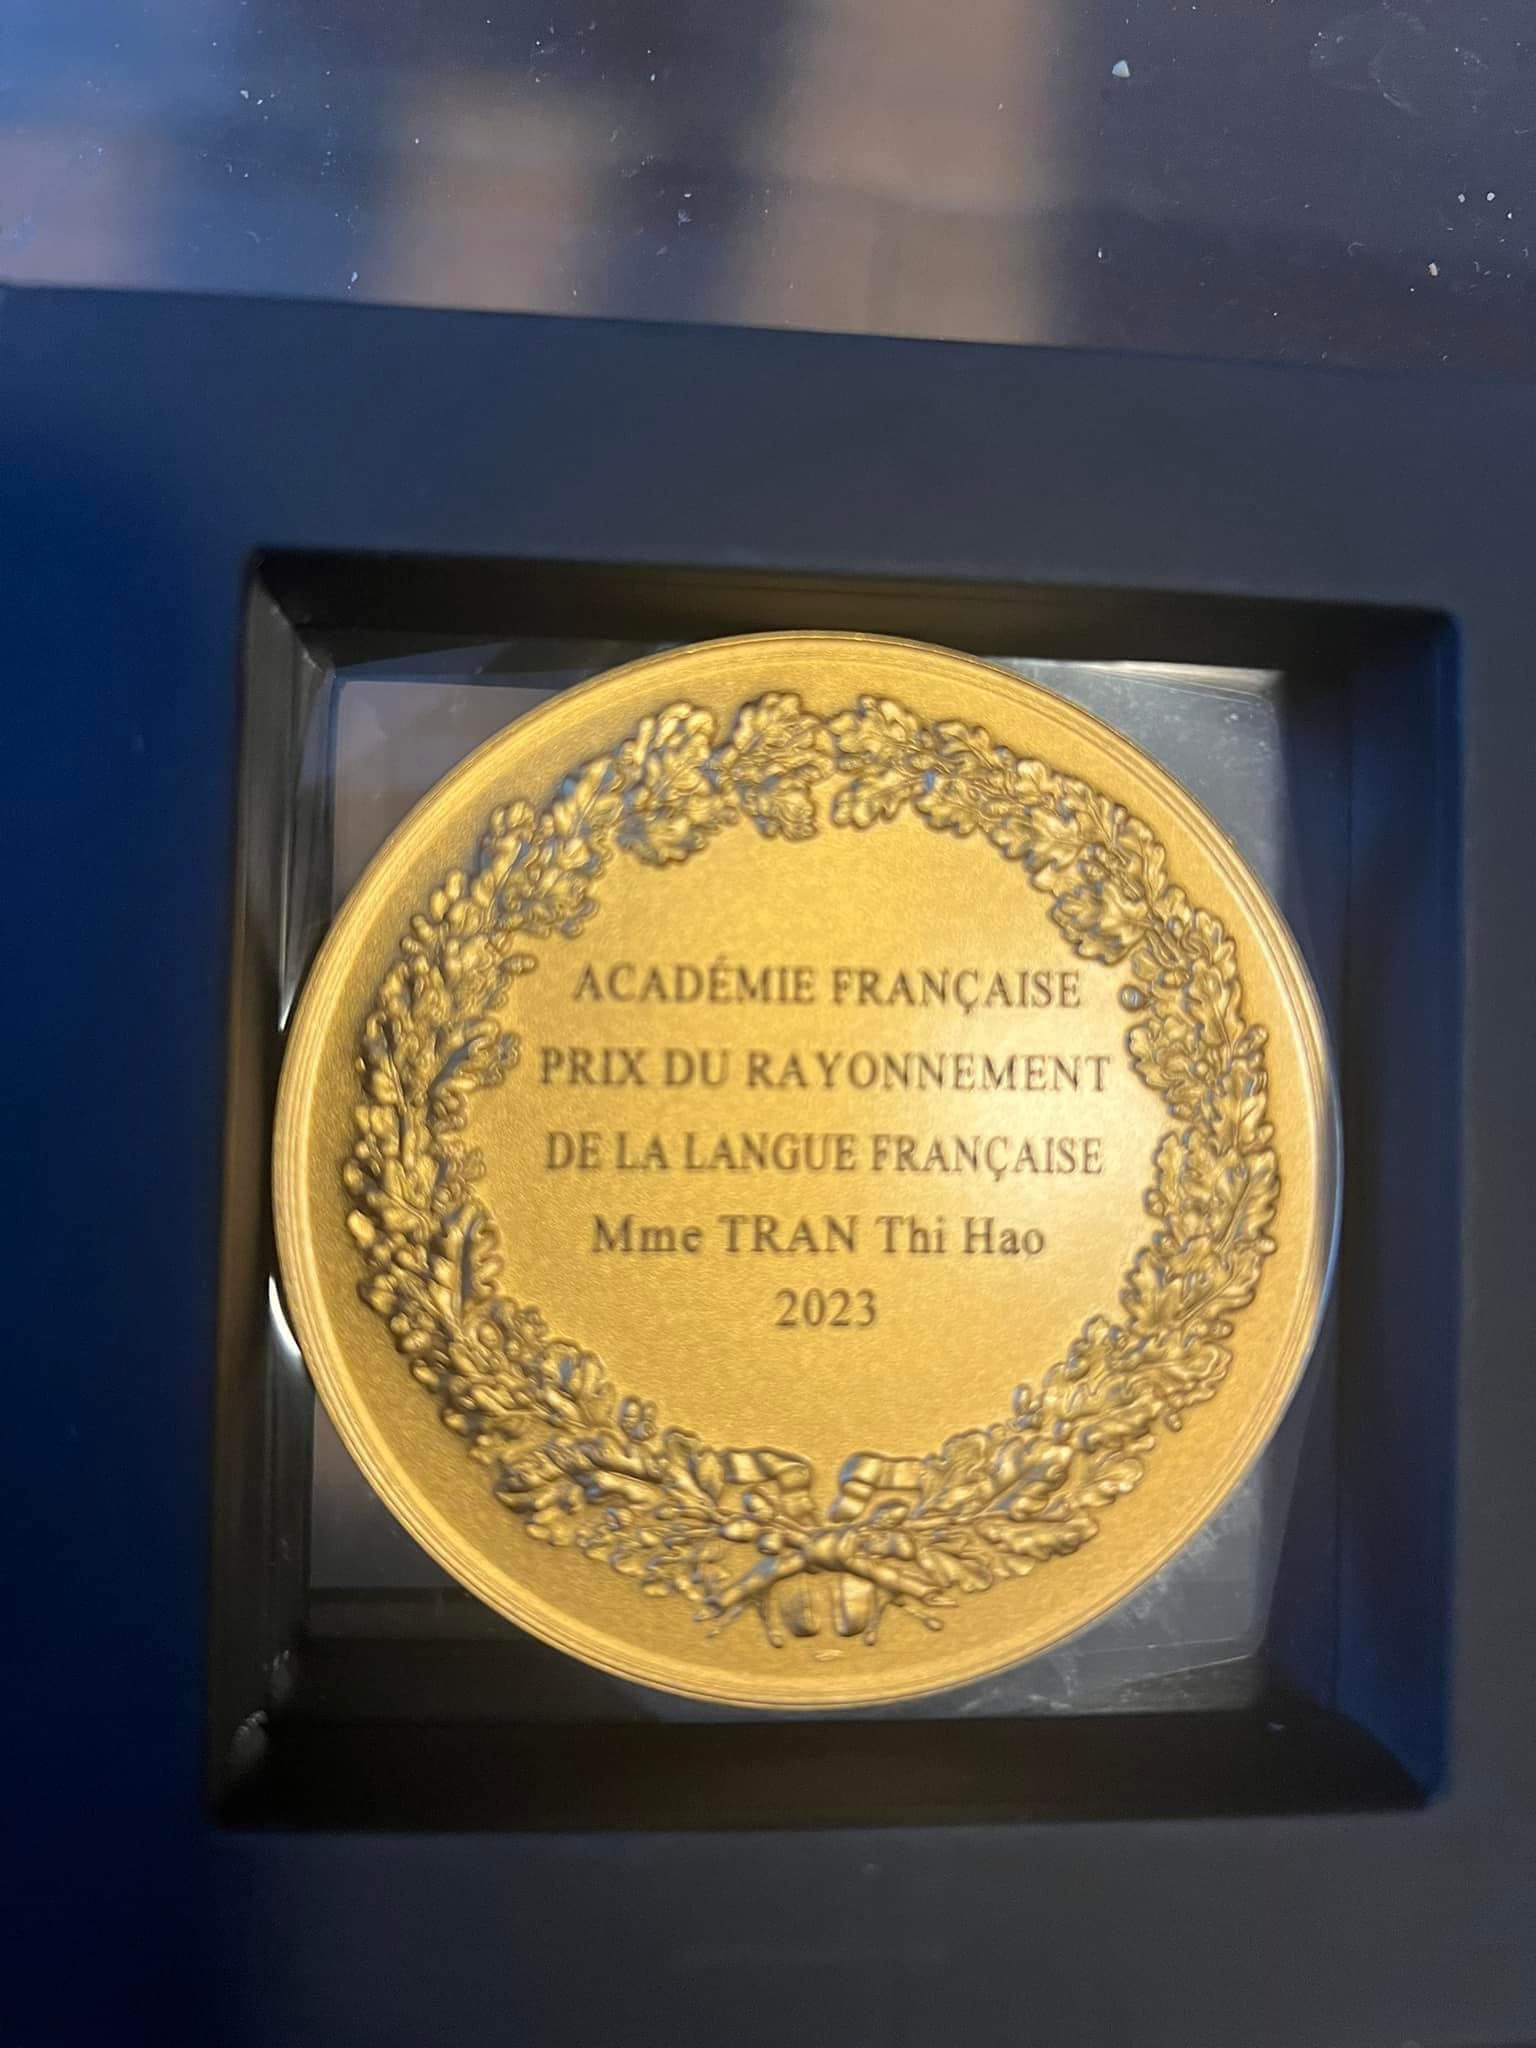 ACADÉMIE FRANÇAISE
PRIX DU RAYONNEMENT
DE LA LANGUE FRANÇAISE
Mme TRAN Thi Hao
2023